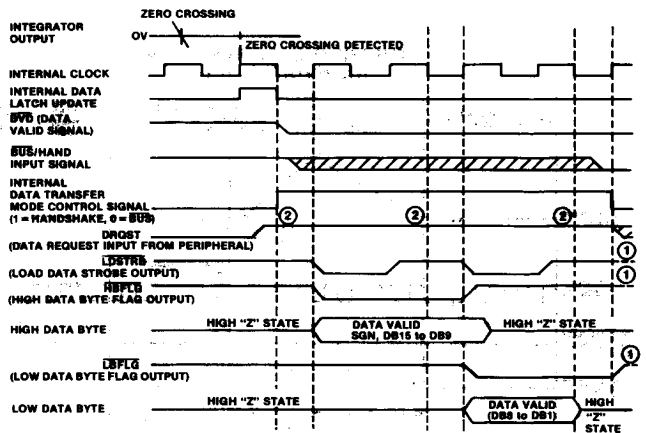 ZERO CROSSING
INTEGRATOR
OUTPUT
0V
ZERO CROSSING DETECTED
INTERNAL CLOCK
INTERNAL DATA
LATCH UPDATE
DVD (DATA
VALID SIGNAL)
BUS/HAND
INPUT SIGNAL
INTERNAL
DATA TRANSFER
MODE CONTROL SIGNAL
(1 = HANDSHAKE, 0 = BUS)
② ② ②
DRQST
(DATA REQUEST INPUT FROM PERIPHERAL)
①
LDSTRB
(LOAD DATA STROBE OUTPUT)
①
HBFLG
(HIGH DATA BYTE FLAG OUTPUT)
HIGH DATA BYTE
HIGH "Z" STATE
DATA VALID
SGN, DB15 to DB9
HIGH "Z" STATE
LBFLG
(LOW DATA BYTE FLAG OUTPUT)
①
LOW DATA BYTE
HIGH "Z" STATE
DATA VALID
(DB8 to DB1)
HIGH
"Z"
STATE